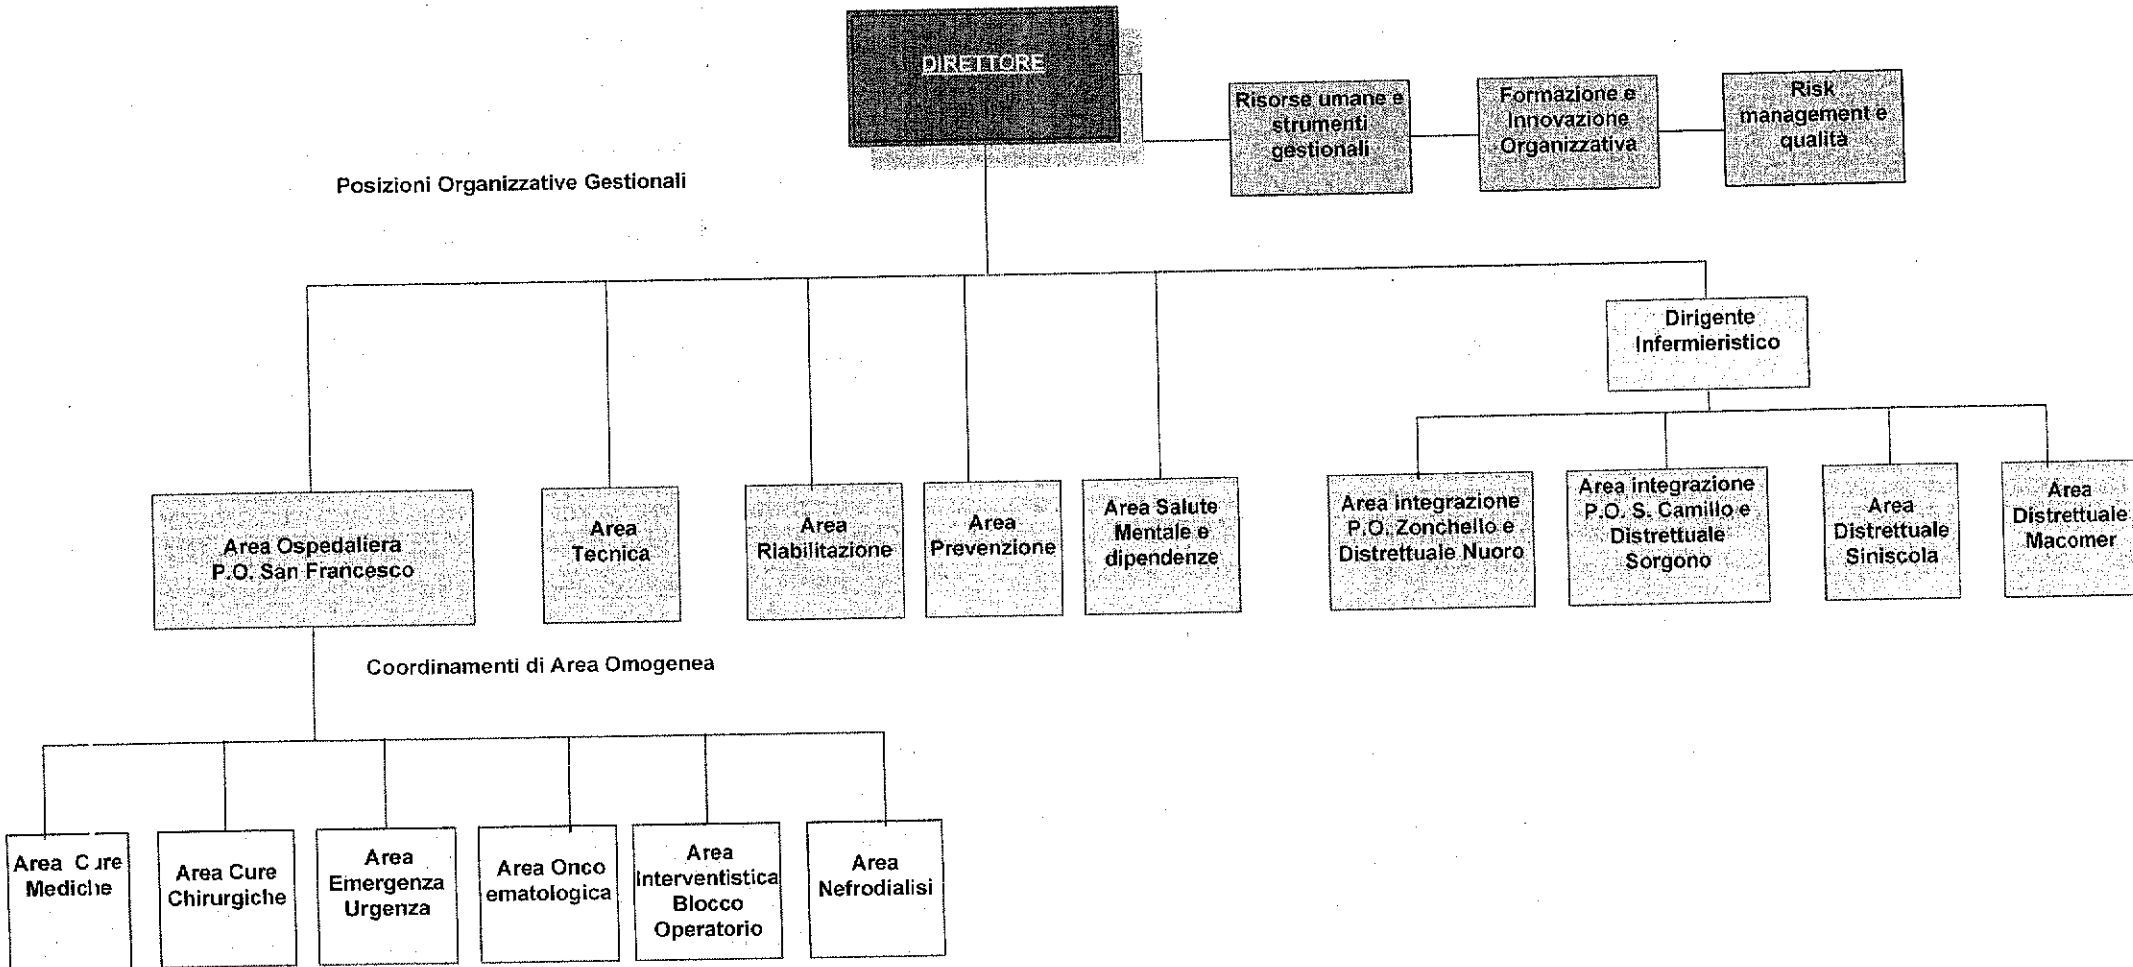 DIRETTORE
Risorse umane e
strumenti
gestionali
Formazione e
Innovazione
Organizzativa
Risk
management e
qualità
Posizioni Organizzative Gestionali
Dirigente
Infermieristico
Area Ospedaliera
P.O. San Francesco
Area
Tecnica
Area
Riabilitazione
Area
Prevenzione
Area Salute
Mentale e
dipendenze
Area integrazione
P.O. Zonchello e
Distrettuale Nuoro
Area integrazione
P.O. S. Camillo e
Distrettuale
Sorgono
Area
Distrettuale
Siniscola
Area
Distrettuale
Macomer
Coordinamenti di Area Omogenea
Area Cure
Mediche
Area Cure
Chirurgiche
Area
Emergenza
Urgenza
Area Onco
ematologica
Area
Interventistica
Blocco
Operatorio
Area
Nefrodialisi